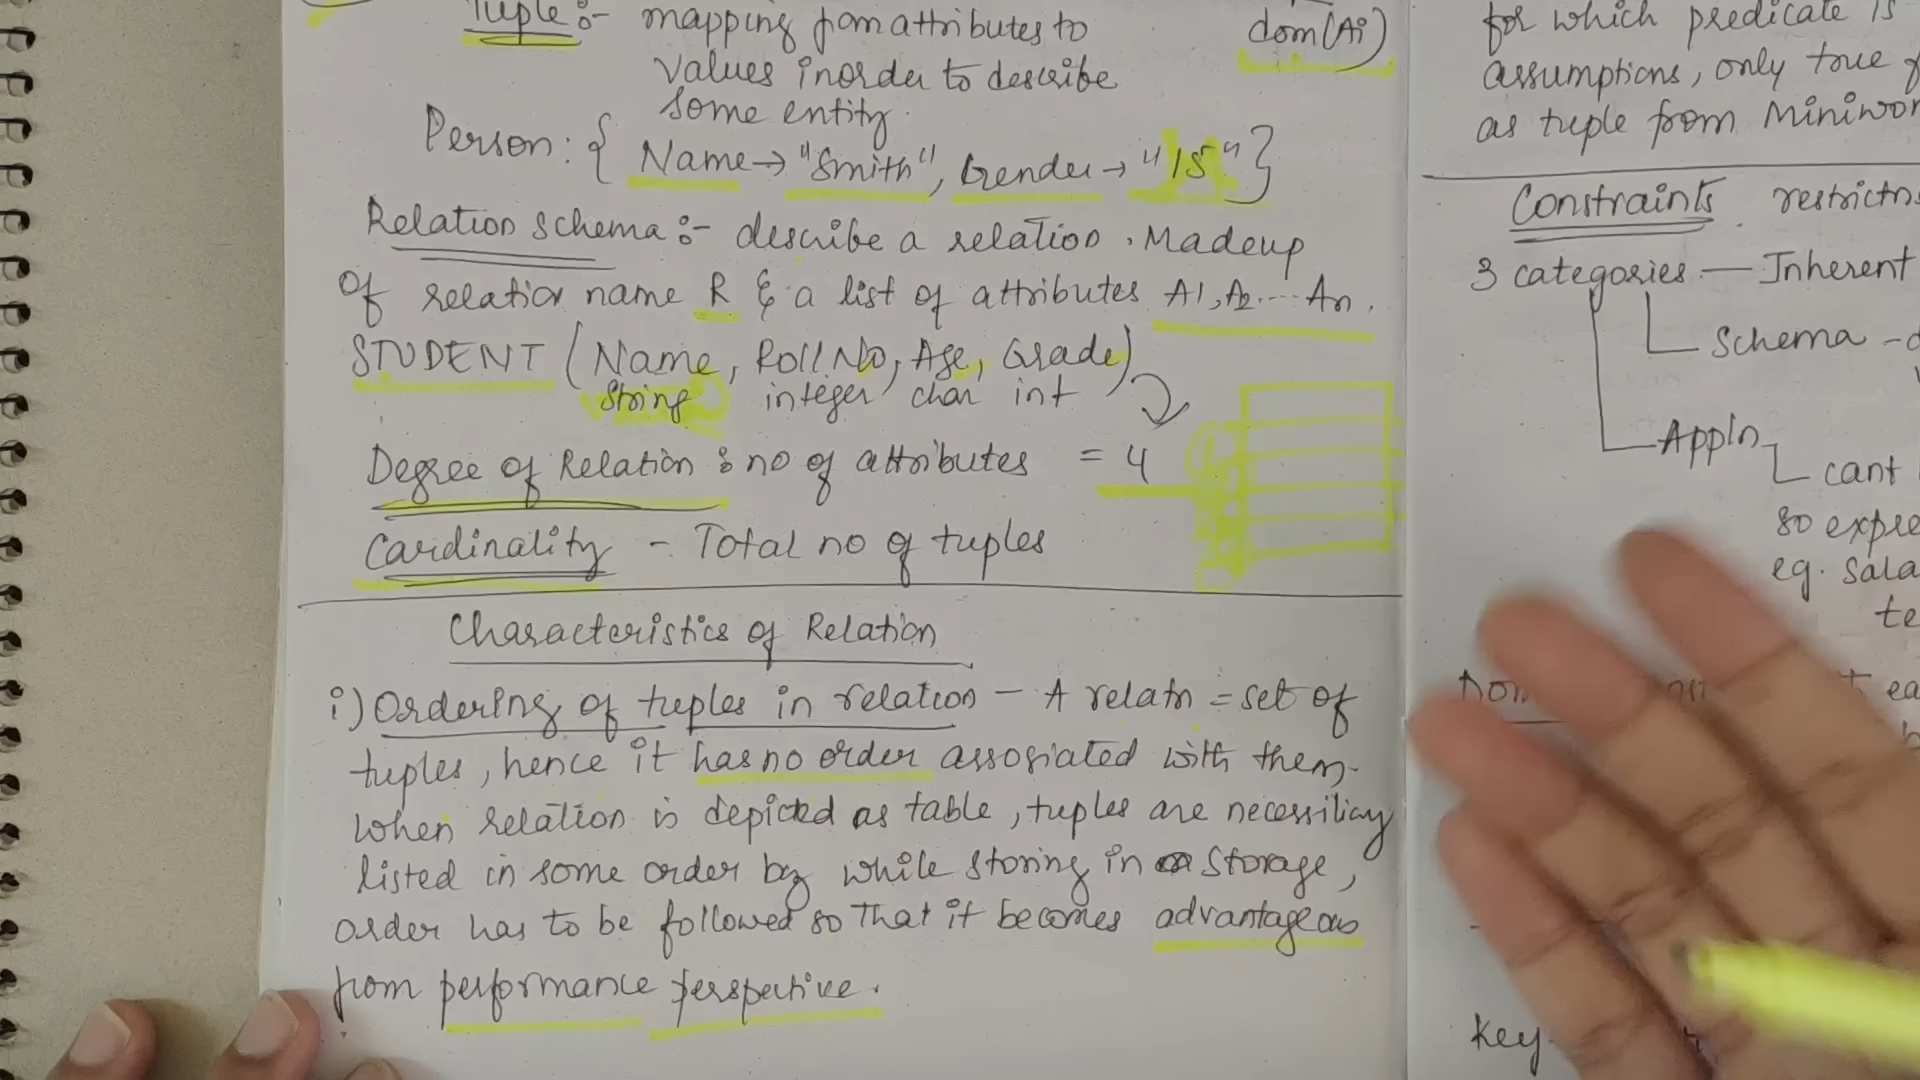 Tuple :- mapping from attributes to dom(Ai)
values inorder to describe
some entity.
Person: { Name → "Smith", Gender → "15" }
Relation schema :- describe a relation. Madeup
of relation name R & a list of attributes A1, A2.... An.
STUDENT (Name, Roll.No, Age, Grade)
String integer char int
Degree of Relation : no of attributes = 4
Cardinality - Total no of tuples
Characteristics of Relation
i) Ordering of tuples in relation - A relatn = set of
tuples, hence it has no order associated with them.
When relation is depicted as table, tuples are
listed in some order bcz while storing in storage,
order has to be followed so that it becomes advantageous
from performance perspective.
for which predicate is
assumptions, only true
as tuple from Miniwor
Constraints restrictns
3 categories - Inherent
Schema -
Appln
cant
so expre
eg. sala
te
Key